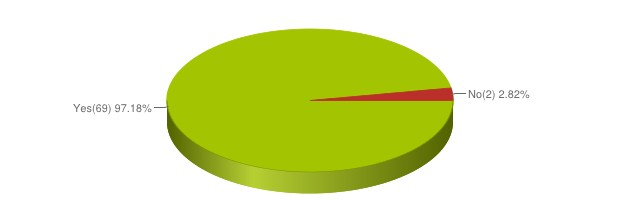 No(2) 2.82%
Yes(69) 97.18%